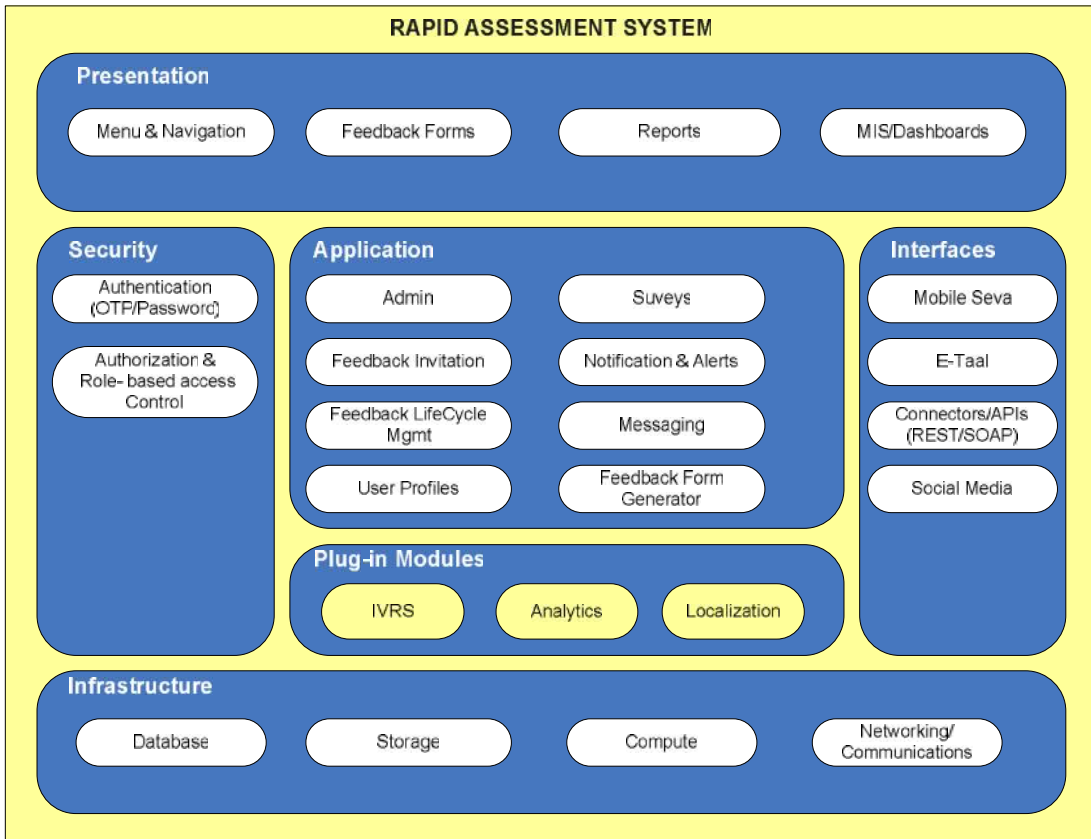 RAPID ASSESSMENT SYSTEM
Presentation
Menu & Navigation
Feedback Forms
Reports
MIS/Dashboards
Security
Authentication
(OTP/Password)
Authorization &
Role- based access
Control
Application
Admin
Suveys
Feedback Invitation
Notification & Alerts
Feedback LifeCycle
Mgmt
Messaging
User Profiles
Feedback Form
Generator
Interfaces
Mobile Seva
E-Taal
Connectors/APIs
(REST/SOAP)
Social Media
Plug-in Modules
IVRS
Analytics
Localization
Infrastructure
Database
Storage
Compute
Networking/
Communications